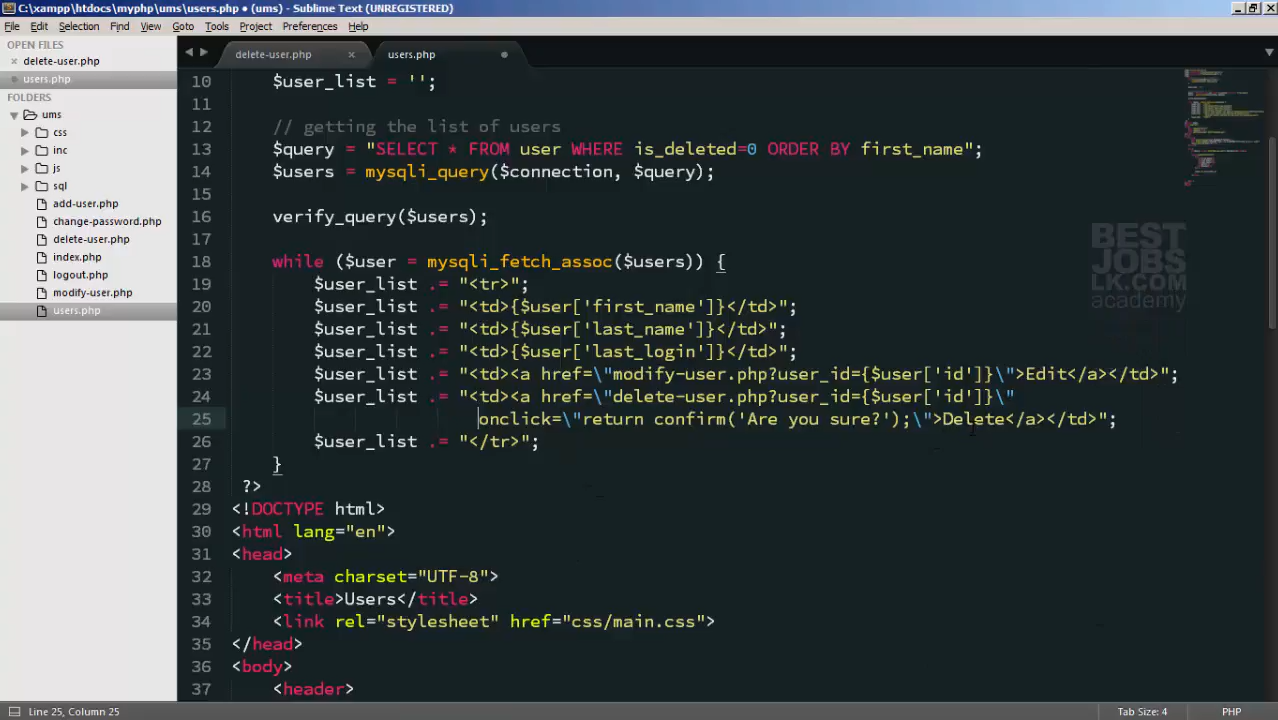 C:\xampp\htdocs\myphp\ums\users.php • (ums) - Sublime Text (UNREGISTERED)
File Edit Selection Find View Goto Tools Project Preferences Help
OPEN FILES
delete-user.php
users.php
FOLDERS
ums
css
inc
js
sql
add-user.php
change-password.php
delete-user.php
index.php
logout.php
modify-user.php
users.php
delete-user.php × users.php
10 $user_list = '';
11
12 // getting the list of users
13 $query = "SELECT * FROM user WHERE is_deleted=0 ORDER BY first_name";
14 $users = mysqli_query($connection, $query);
15
16 verify_query($users);
17
18 while ($user = mysqli_fetch_assoc($users)) {
19 $user_list .= "<tr>";
20 $user_list .= "<td>{$user['first_name']}</td>";
21 $user_list .= "<td>{$user['last_name']}</td>";
22 $user_list .= "<td>{$user['last_login']}</td>";
23 $user_list .= "<td><a href=\"modify-user.php?user_id={$user['id']}\">Edit</a></td>";
24 $user_list .= "<td><a href=\"delete-user.php?user_id={$user['id']}\"
25 onclick=\"return confirm('Are you sure?');\">Delete</a></td>";
26 $user_list .= "</tr>";
27 }
28 ?>
29 <!DOCTYPE html>
30 <html lang="en">
31 <head>
32 <meta charset="UTF-8">
33 <title>Users</title>
34 <link rel="stylesheet" href="css/main.css">
35 </head>
36 <body>
37 <header>
BEST
JOBS
LK.COM
academy
Line 25, Column 25
Tab Size: 4 PHP